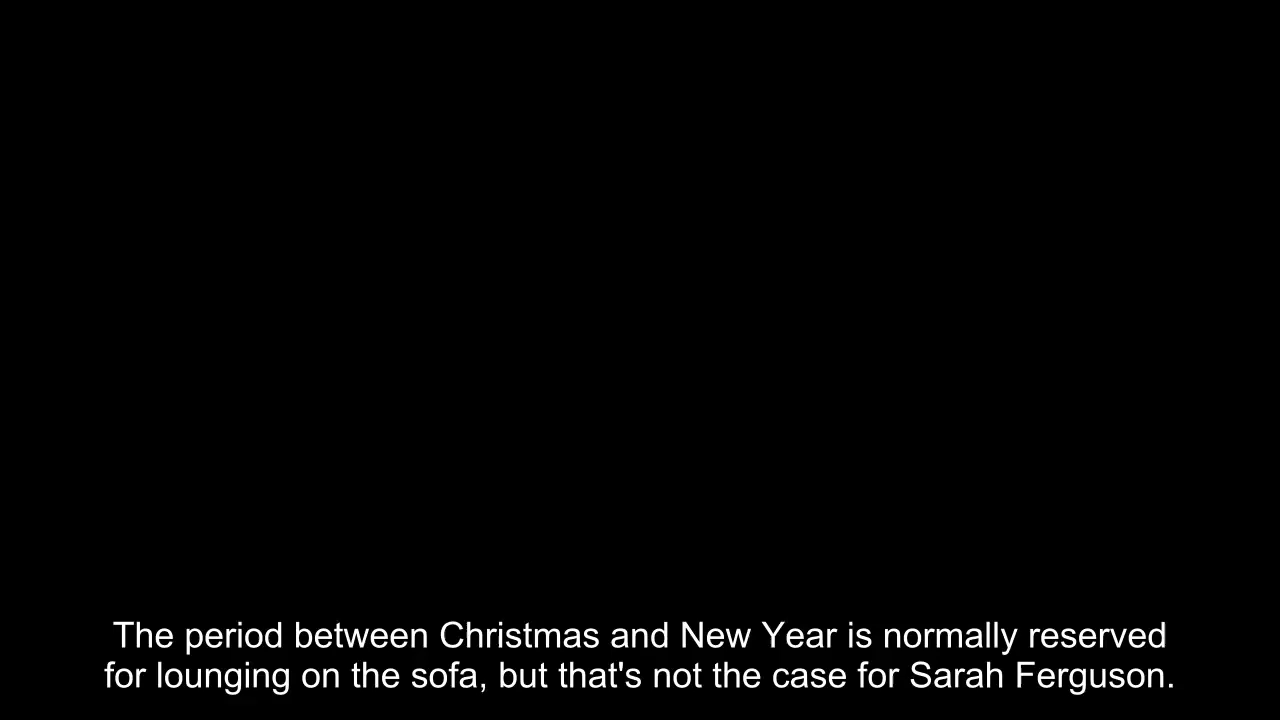 The period between Christmas and New Year is normally reserved
for lounging on the sofa, but that's not the case for Sarah Ferguson.